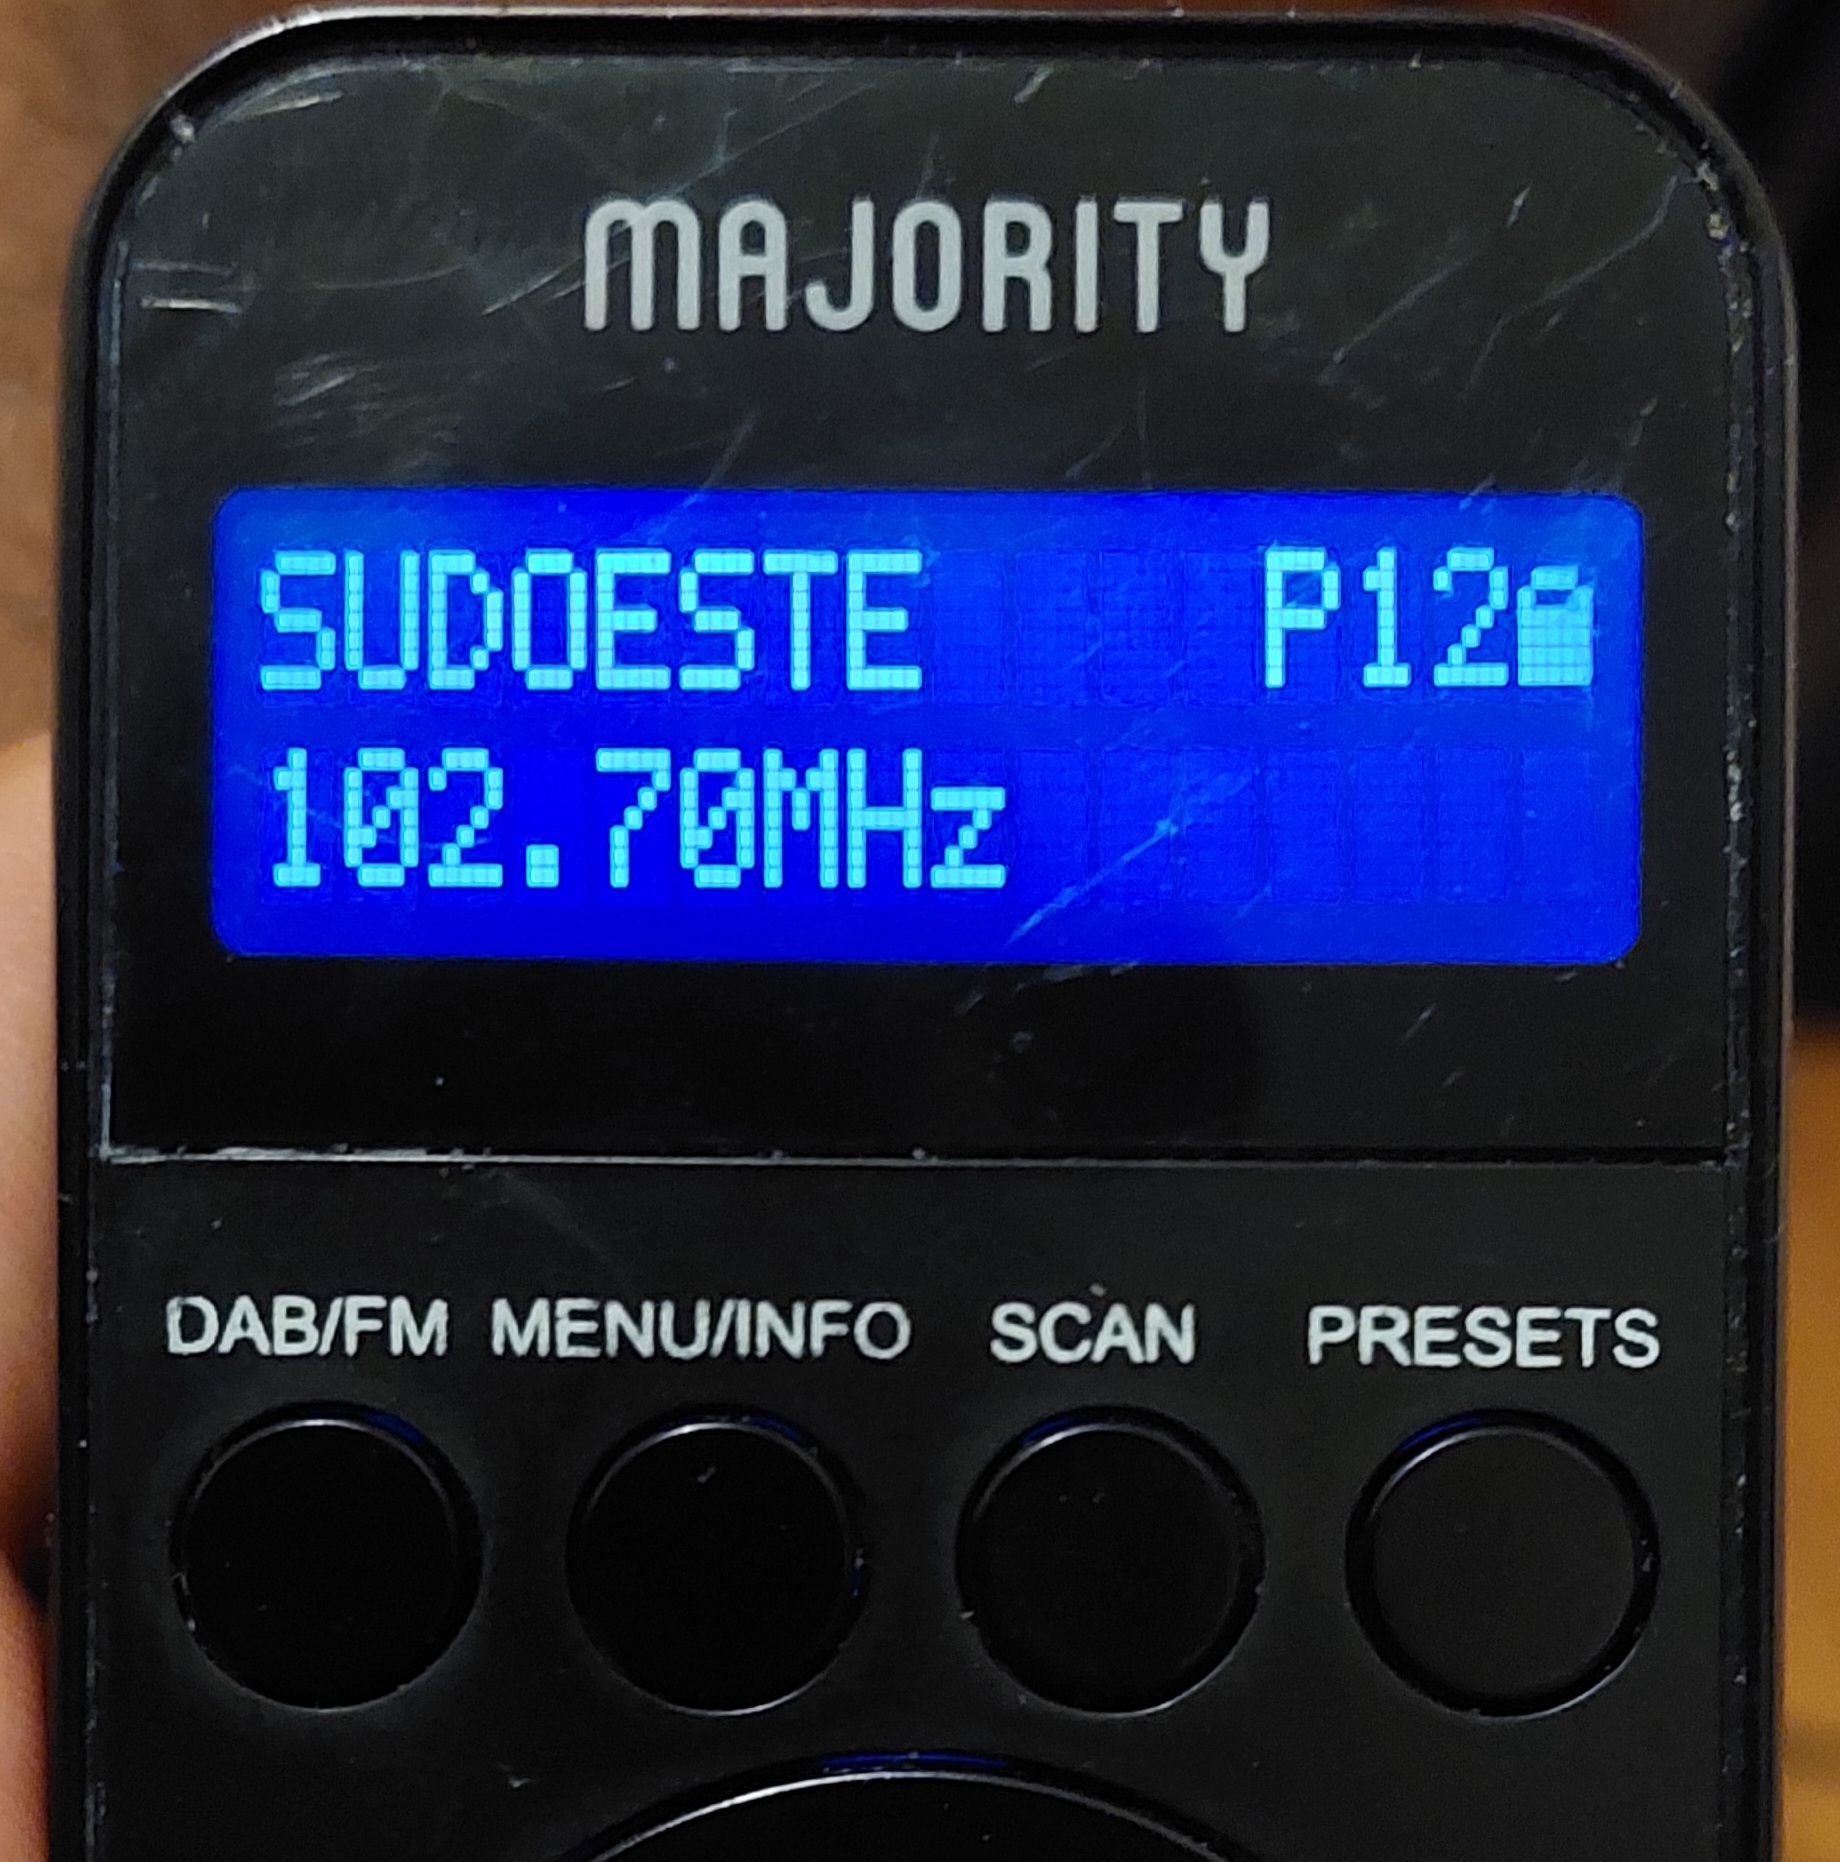 MAJORITY
SUDOESTE P12
102.70MHz
DAB/FM MENU/INFO SCAN PRESETS